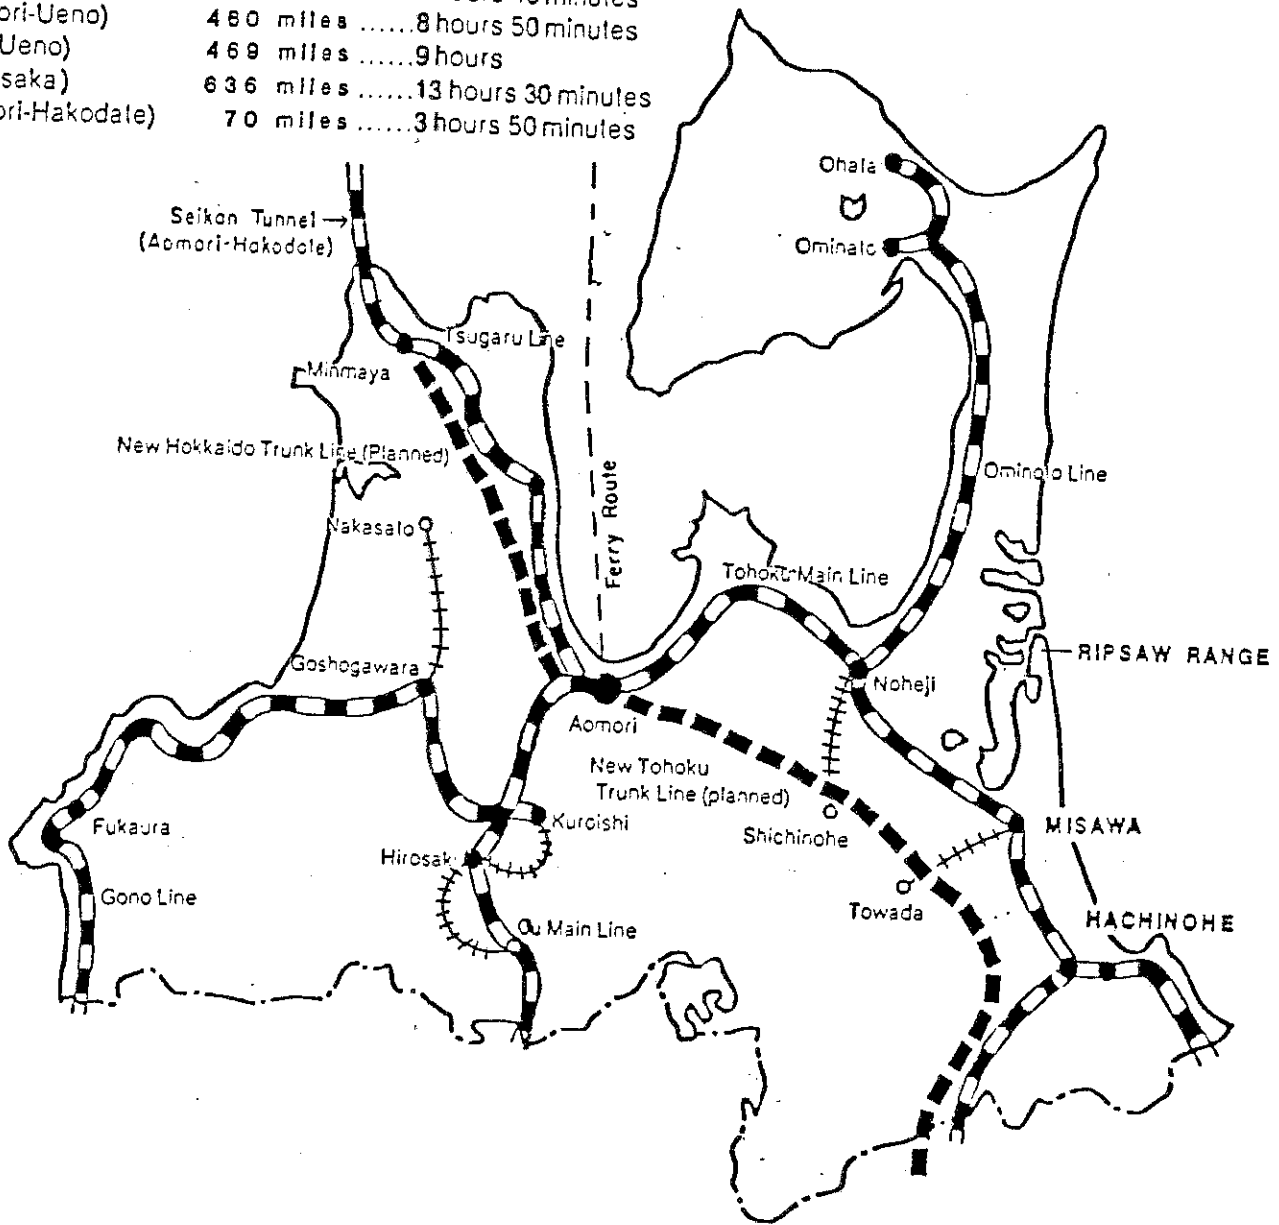 ori-Ueno) 460 miles ......8 hours 50 minutes
Ueno) 469 miles ......9 hours
saka) 636 miles ......13 hours 30 minutes
ori-Hakodate) 70 miles ......3 hours 50 minutes
Ohata
Seikan Tunnel→
(Aomori-Hakodate)
Ominato
Tsugaru Line
Minmaya
New Hokkaido Trunk Line (Planned)
Ominato Line
Ferry Route
Nakasato
Tohoku Main Line
RIPSAW RANGE
Goshogawara
Noheji
Aomori
New Tohoku
Trunk Line (planned)
Kuroishi
Shichinohe
MISAWA
Fukaura
Hirosaki
Gono Line
Towada
HACHINOHE
Ou Main Line